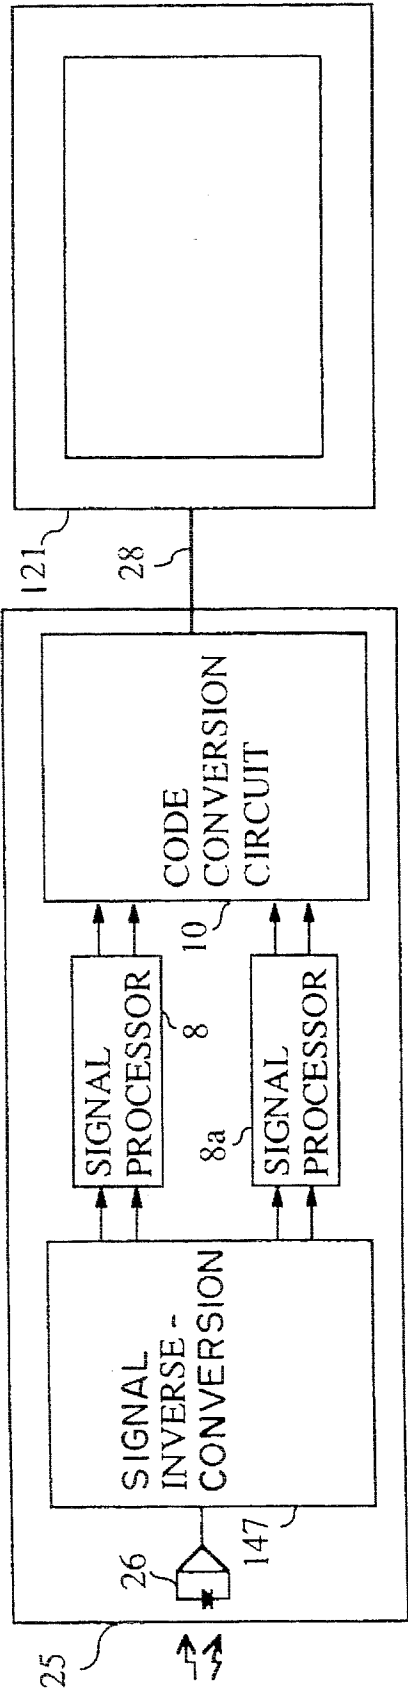 25
26
147
SIGNAL
INVERSE-
CONVERSION
SIGNAL
PROCESSOR
8
8a
SIGNAL
PROCESSOR
10
CODE
CONVERSION
CIRCUIT
28
121